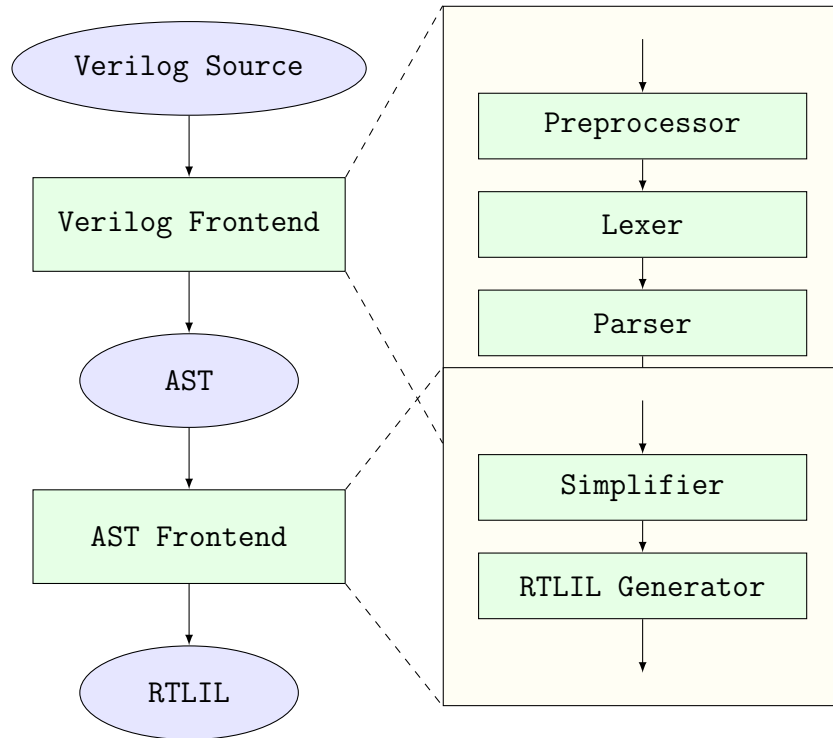 Verilog Source
Verilog Frontend
AST
AST Frontend
RTLIL
Preprocessor
Lexer
Parser
Simplifier
RTLIL Generator